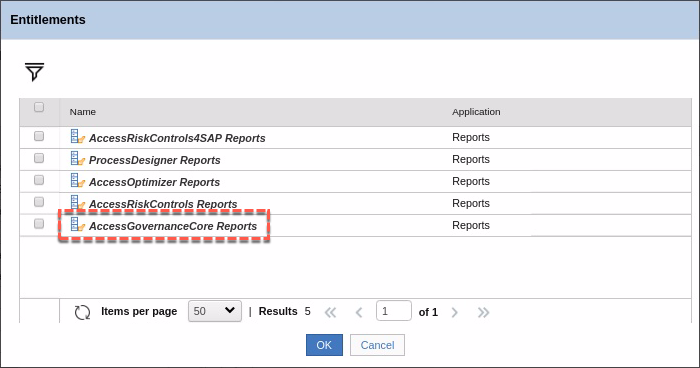 Entitlements
Name Application
AccessRiskControls4SAP Reports Reports
ProcessDesigner Reports Reports
AccessOptimizer Reports Reports
AccessRiskControls Reports Reports
AccessGovernanceCore Reports Reports
Items per page 50 | Results 5 1 of 1
OK Cancel